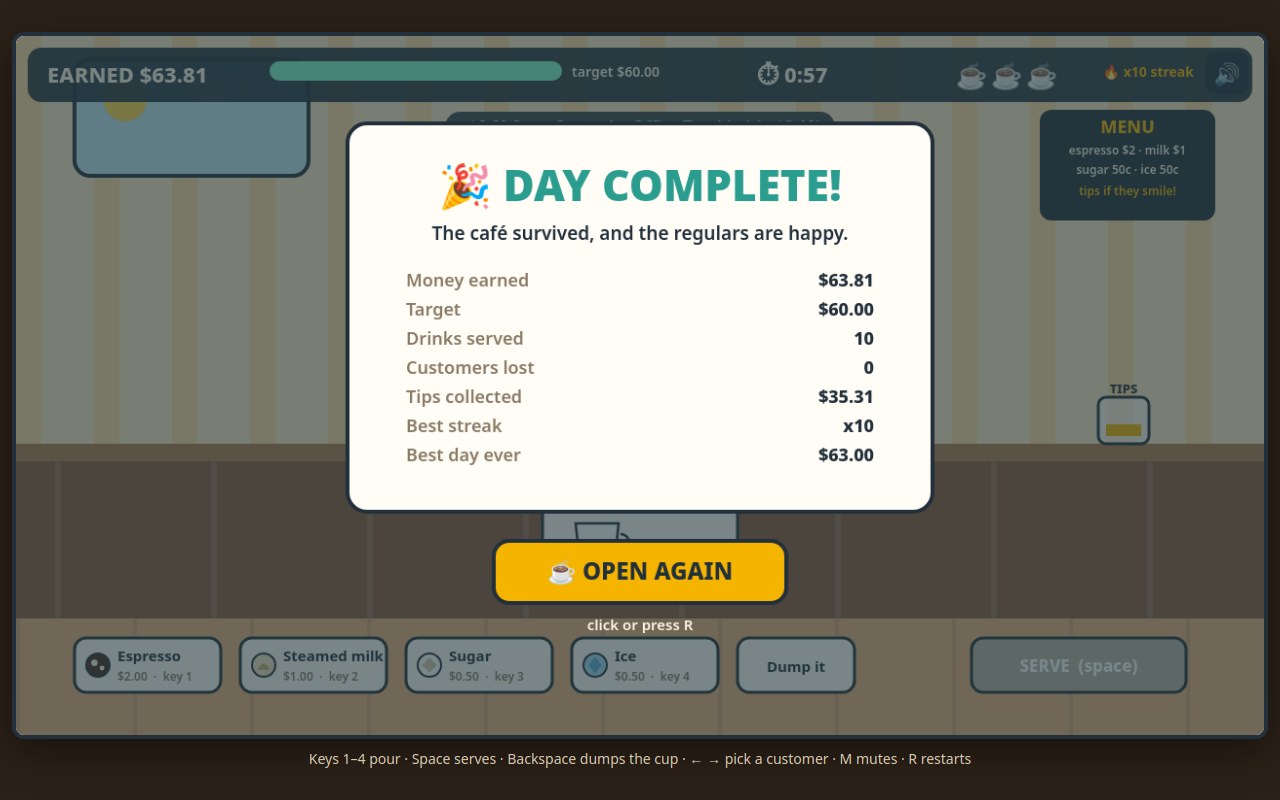 EARNED $63.81
target $60.00
0:57
x10 streak
MENU
espresso $2 · milk $1
sugar 50c · ice 50c
tips if they smile!
DAY COMPLETE!
The café survived, and the regulars are happy.
Money earned $63.81
Target $60.00
Drinks served 10
Customers lost 0
Tips collected $35.31
Best streak x10
Best day ever $63.00
TIPS
OPEN AGAIN
click or press R
Espresso
$2.00 · key 1
Steamed milk
$1.00 · key 2
Sugar
$0.50 · key 3
Ice
$0.50 · key 4
Dump it
SERVE (space)
Keys 1–4 pour · Space serves · Backspace dumps the cup · ← → pick a customer · M mutes · R restarts